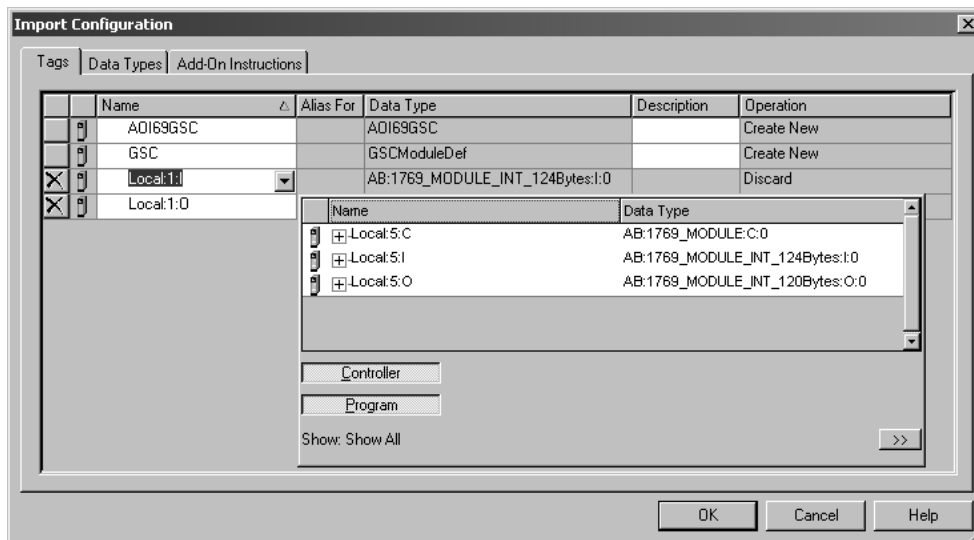 Import Configuration
Tags Data Types Add-On Instructions
Name Alias For Data Type Description Operation
AOI69GSC AOI69GSC Create New
GSC GSCModuleDef Create New
Local:1:I AB:1769_MODULE_INT_124Bytes:I:0 Discard
Local:1:O
Name Data Type
Local:5:C AB:1769_MODULE:C:0
Local:5:I AB:1769_MODULE_INT_124Bytes:I:0
Local:5:O AB:1769_MODULE_INT_120Bytes:O:0
Controller
Program
Show: Show All >>
OK Cancel Help